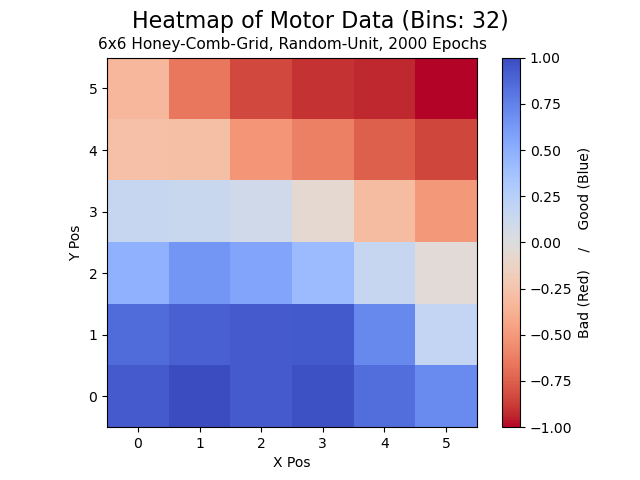 Heatmap of Motor Data (Bins: 32)
6x6 Honey-Comb-Grid, Random-Unit, 2000 Epochs
5
4
3
2
1
0
Y Pos
0 1 2 3 4 5
X Pos
1.00
0.75
0.50
0.25
0.00
−0.25
−0.50
−0.75
−1.00
Bad (Red) / Good (Blue)